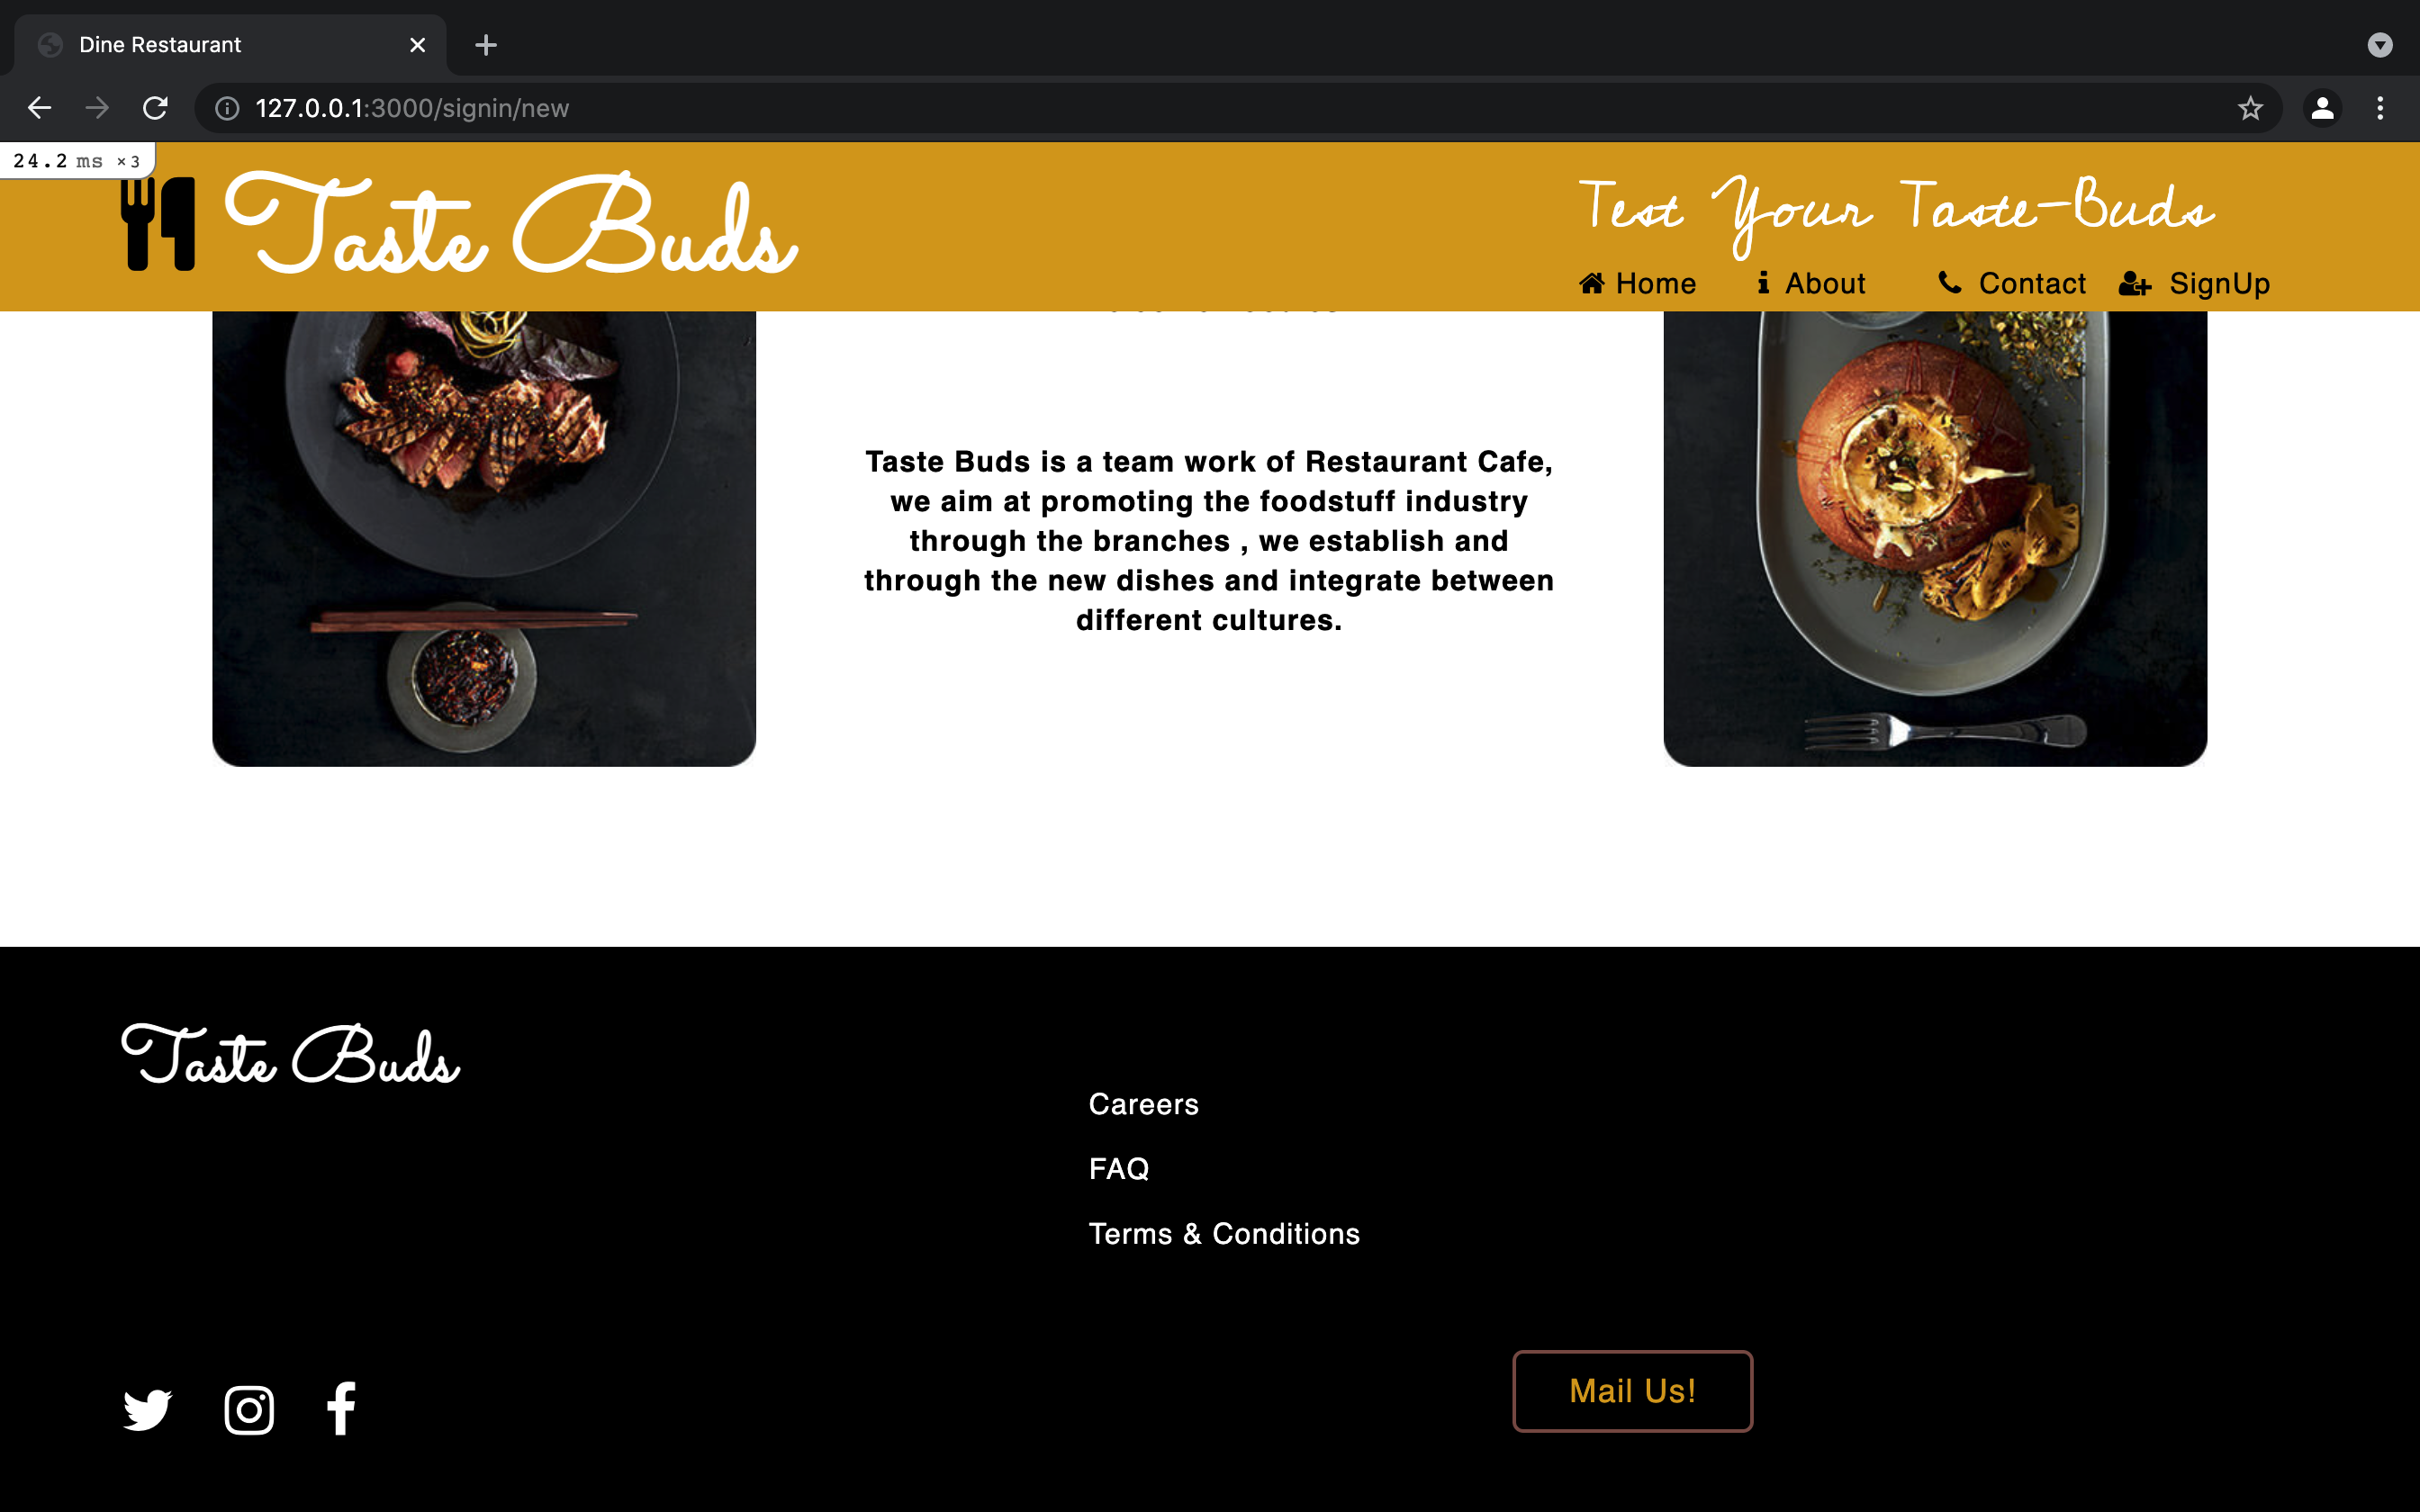 Dine Restaurant
127.0.0.1:3000/signin/new
24.2 ms ×3
Taste Buds
Test Your Taste-Buds
Home About Contact SignUp
Taste Buds is a team work of Restaurant Cafe,
we aim at promoting the foodstuff industry
through the branches , we establish and
through the new dishes and integrate between
different cultures.
Taste Buds
Careers
FAQ
Terms & Conditions
Mail Us!